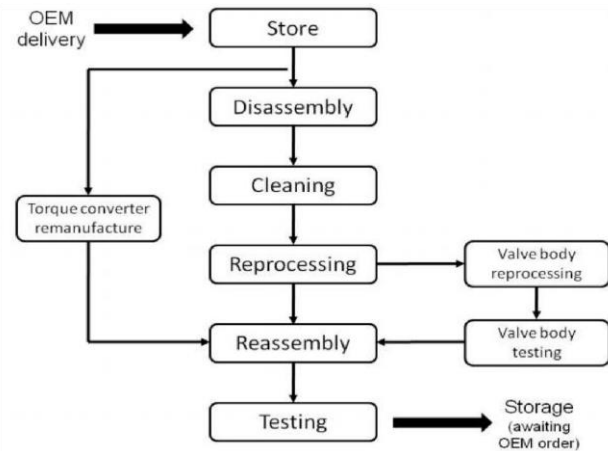 OEM
delivery
Store
Disassembly
Cleaning
Torque converter
remanufacture
Reprocessing
Valve body
reprocessing
Reassembly
Valve body
testing
Testing
Storage
(awaiting
OEM order)